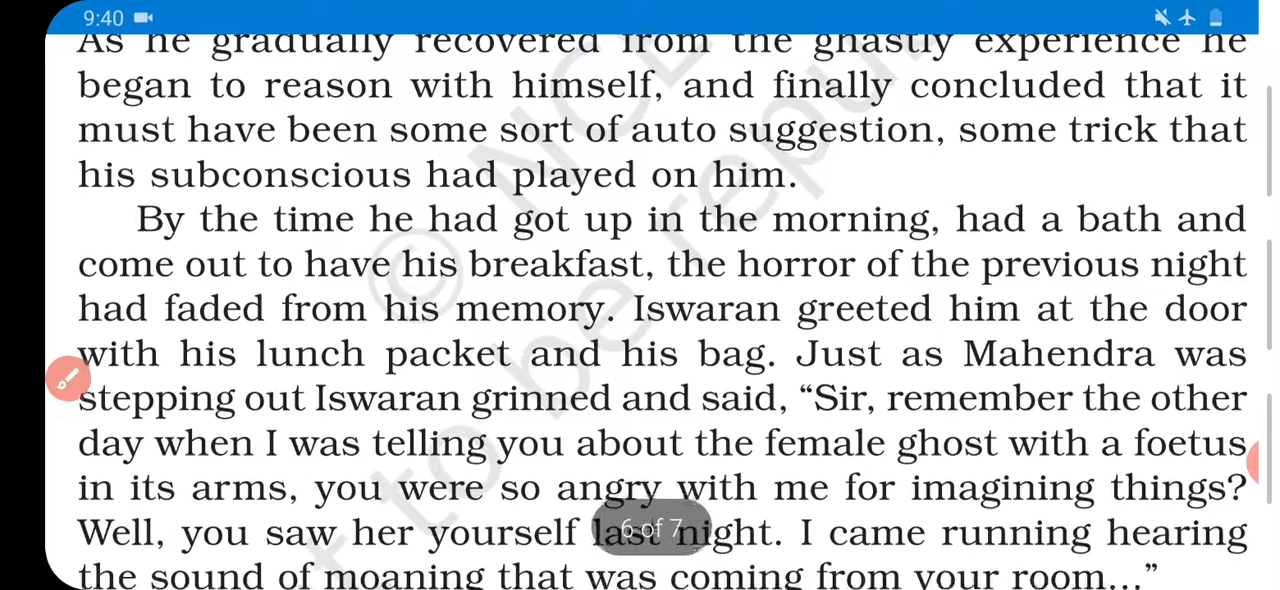 9:40
As he gradually recovered from the ghastly experience he
began to reason with himself, and finally concluded that it
must have been some sort of auto suggestion, some trick that
his subconscious had played on him.
By the time he had got up in the morning, had a bath and
come out to have his breakfast, the horror of the previous night
had faded from his memory. Iswaran greeted him at the door
with his lunch packet and his bag. Just as Mahendra was
stepping out Iswaran grinned and said, “Sir, remember the other
day when I was telling you about the female ghost with a foetus
in its arms, you were so angry with me for imagining things?
Well, you saw her yourself last night. I came running hearing
6 of 7
the sound of moaning that was coming from your room...”
© NCE
to be repu